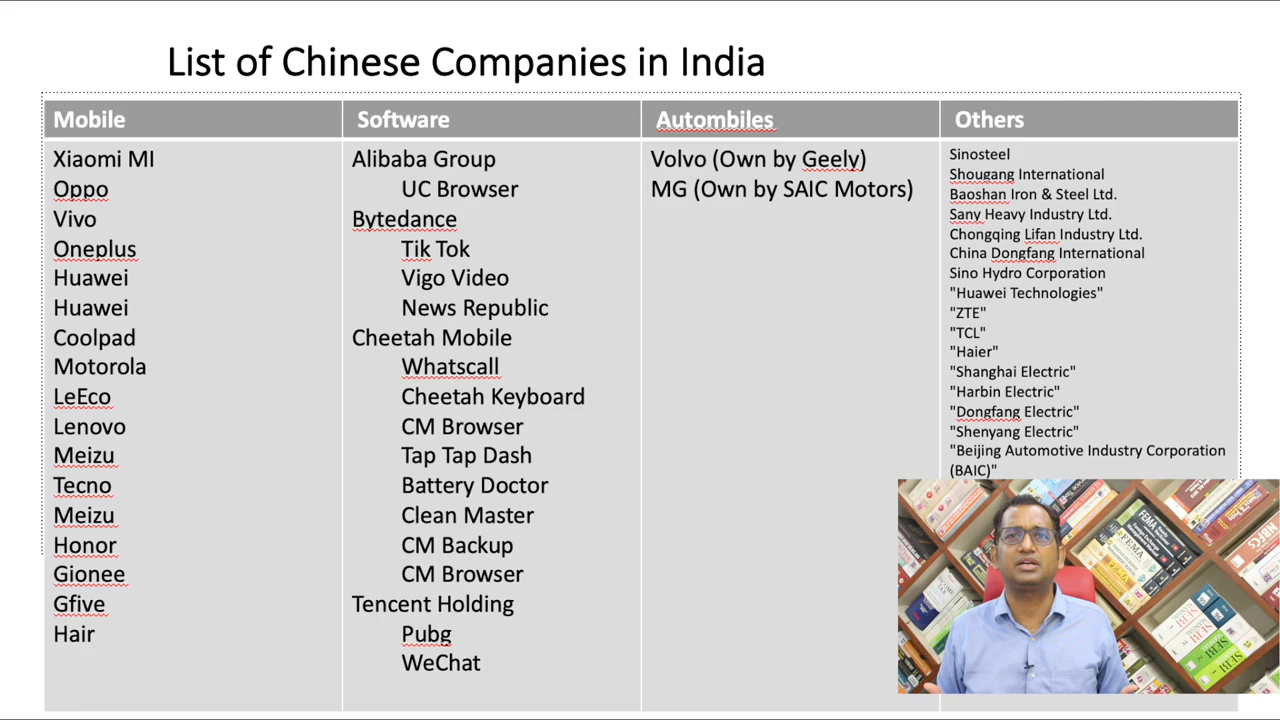 List of Chinese Companies in India
Mobile
Software
Autombiles
Others
Xiaomi MI
Oppo
Vivo
Oneplus
Huawei
Huawei
Coolpad
Motorola
LeEco
Lenovo
Meizu
Tecno
Meizu
Honor
Gionee
Gfive
Hair
Alibaba Group
UC Browser
Bytedance
Tik Tok
Vigo Video
News Republic
Cheetah Mobile
Whatscall
Cheetah Keyboard
CM Browser
Tap Tap Dash
Battery Doctor
Clean Master
CM Backup
CM Browser
Tencent Holding
Pubg
WeChat
Volvo (Own by Geely)
MG (Own by SAIC Motors)
Sinosteel
Shougang International
Baoshan Iron & Steel Ltd.
Sany Heavy Industry Ltd.
Chongqing Lifan Industry Ltd.
China Dongfang International
Sino Hydro Corporation
"Huawei Technologies"
"ZTE"
"TCL"
"Haier"
"Shanghai Electric"
"Harbin Electric"
"Dongfang Electric"
"Shenyang Electric"
"Beijing Automotive Industry Corporation
(BAIC)"
FEMA
FEMA
NBFCs
SEBI
SEBI